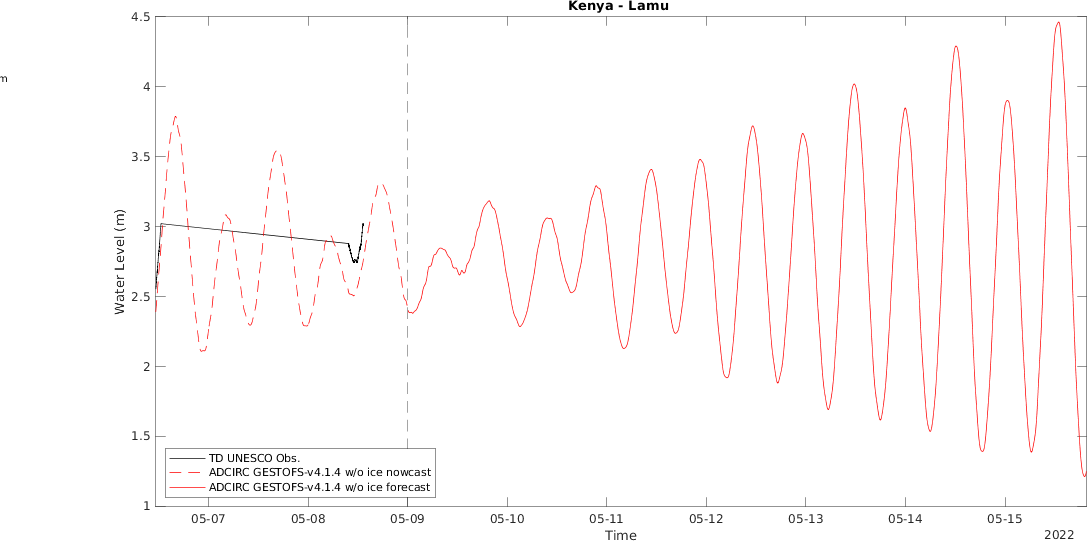 Kenya - Lamu
m
Water Level (m)
4.5
4
3.5
3
2.5
2
1.5
1
TD UNESCO Obs.
ADCIRC GESTOFS-v4.1.4 w/o ice nowcast
ADCIRC GESTOFS-v4.1.4 w/o ice forecast
05-07 05-08 05-09 05-10 05-11 05-12 05-13 05-14 05-15
Time
2022